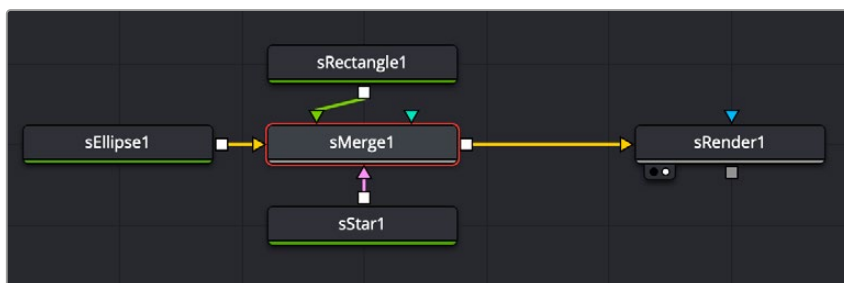 sRectangle1
sEllipse1
sMerge1
sRender1
sStar1